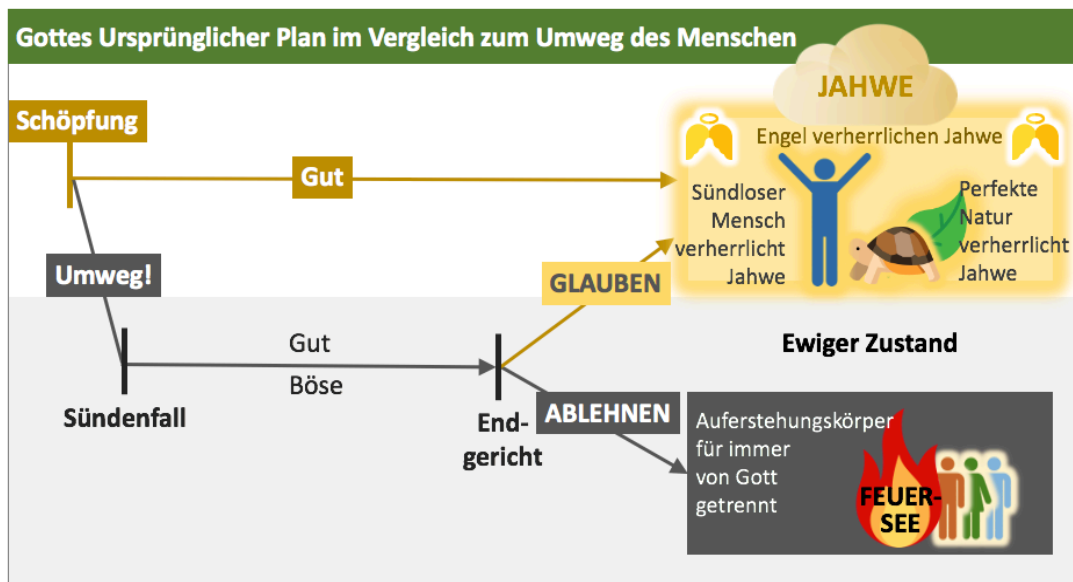 Gottes Ursprünglicher Plan im Vergleich zum Umweg des Menschen
JAHWE
Schöpfung
Engel verherrlichen Jahwe
Gut
Sündloser
Mensch
verherrlicht
Jahwe
Perfekte
Natur
verherrlicht
Jahwe
Umweg!
GLAUBEN
Gut
Böse
Ewiger Zustand
Sündenfall
End-
gericht
ABLEHNEN
Auferstehungskörper
für immer
von Gott
getrennt
FEUER-
SEE